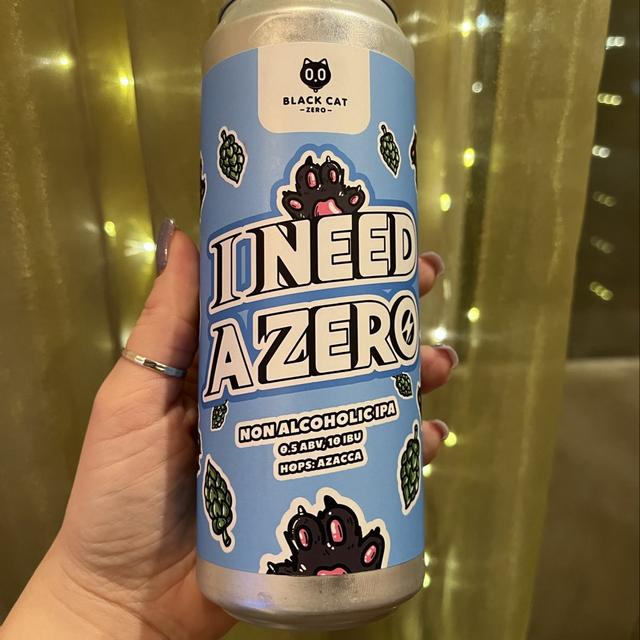 0.0
BLACK CAT
-ZERO-
I NEED
A ZERO
NON ALCOHOLIC IPA
0.5 ABV, 10 IBU
HOPS: AZACCA